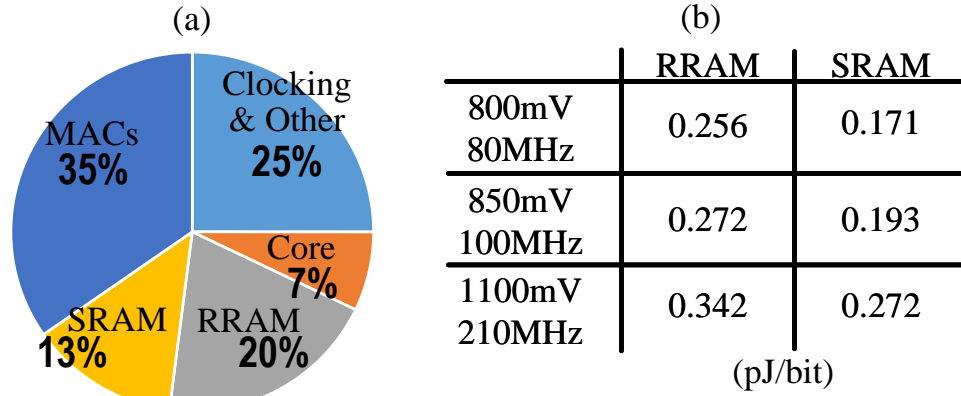 (a)
Clocking
& Other
25%
MACs
35%
Core
7%
SRAM
13%
RRAM
20%
(b)
RRAM SRAM
800mV
80MHz
0.256 0.171
850mV
100MHz
0.272 0.193
1100mV
210MHz
0.342 0.272
(pJ/bit)